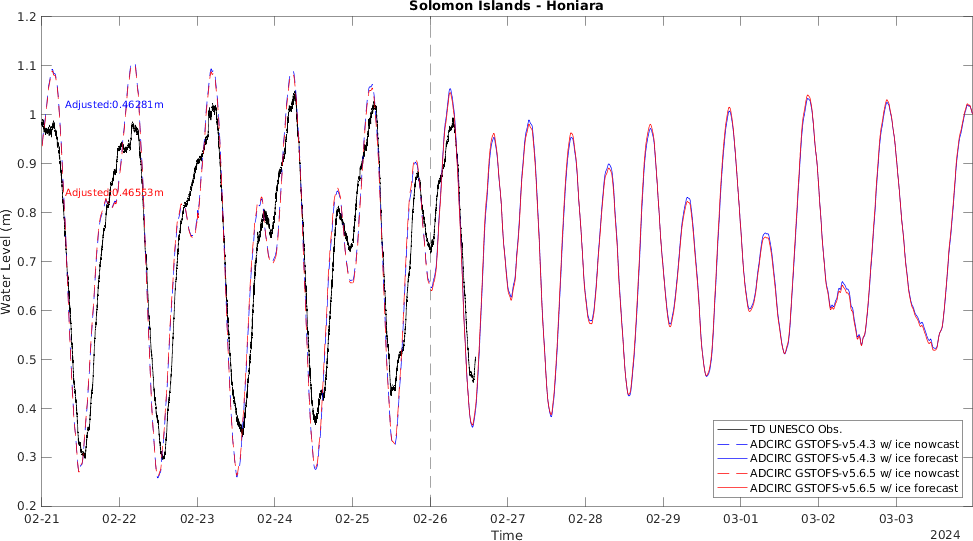 Solomon Islands - Honiara
1.2
1.1
1
0.9
0.8
0.7
0.6
0.5
0.4
0.3
0.2
Water Level (m)
Adjusted:0.46281m
Adjusted:0.46553m
TD UNESCO Obs.
ADCIRC GSTOFS-v5.4.3 w/ ice nowcast
ADCIRC GSTOFS-v5.4.3 w/ ice forecast
ADCIRC GSTOFS-v5.6.5 w/ ice nowcast
ADCIRC GSTOFS-v5.6.5 w/ ice forecast
02-21 02-22 02-23 02-24 02-25 02-26 02-27 02-28 02-29 03-01 03-02 03-03
Time
2024